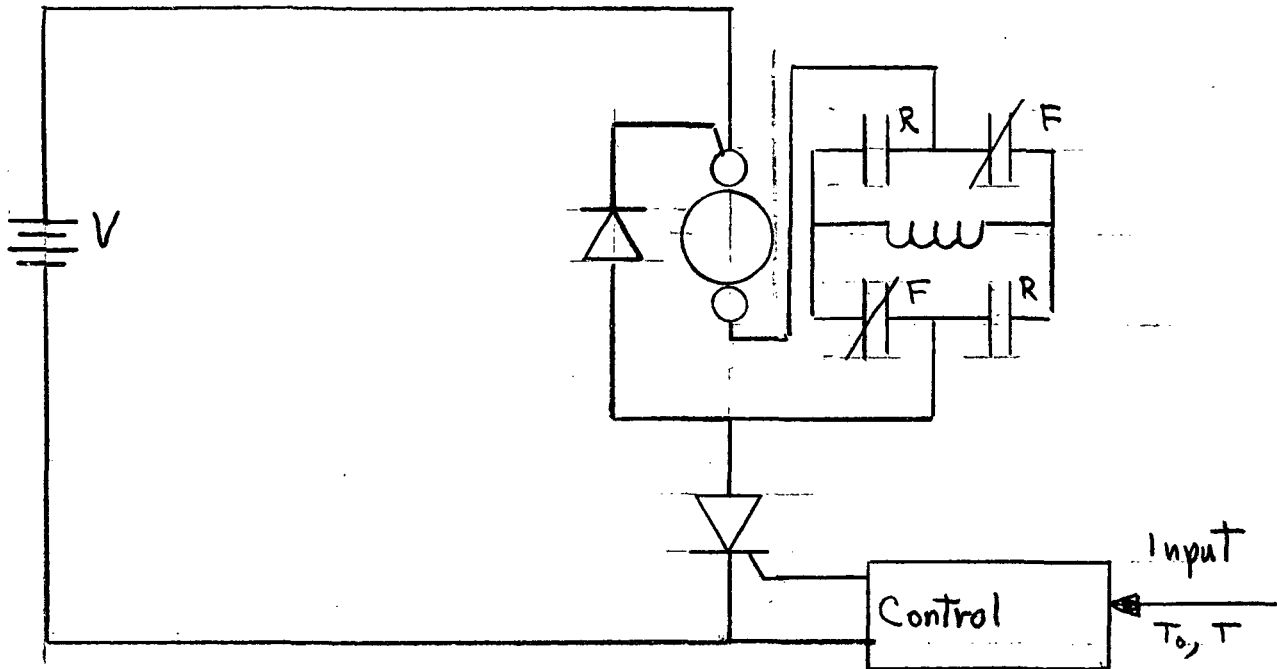 R F
V
F R
Input
Control
T₀, T